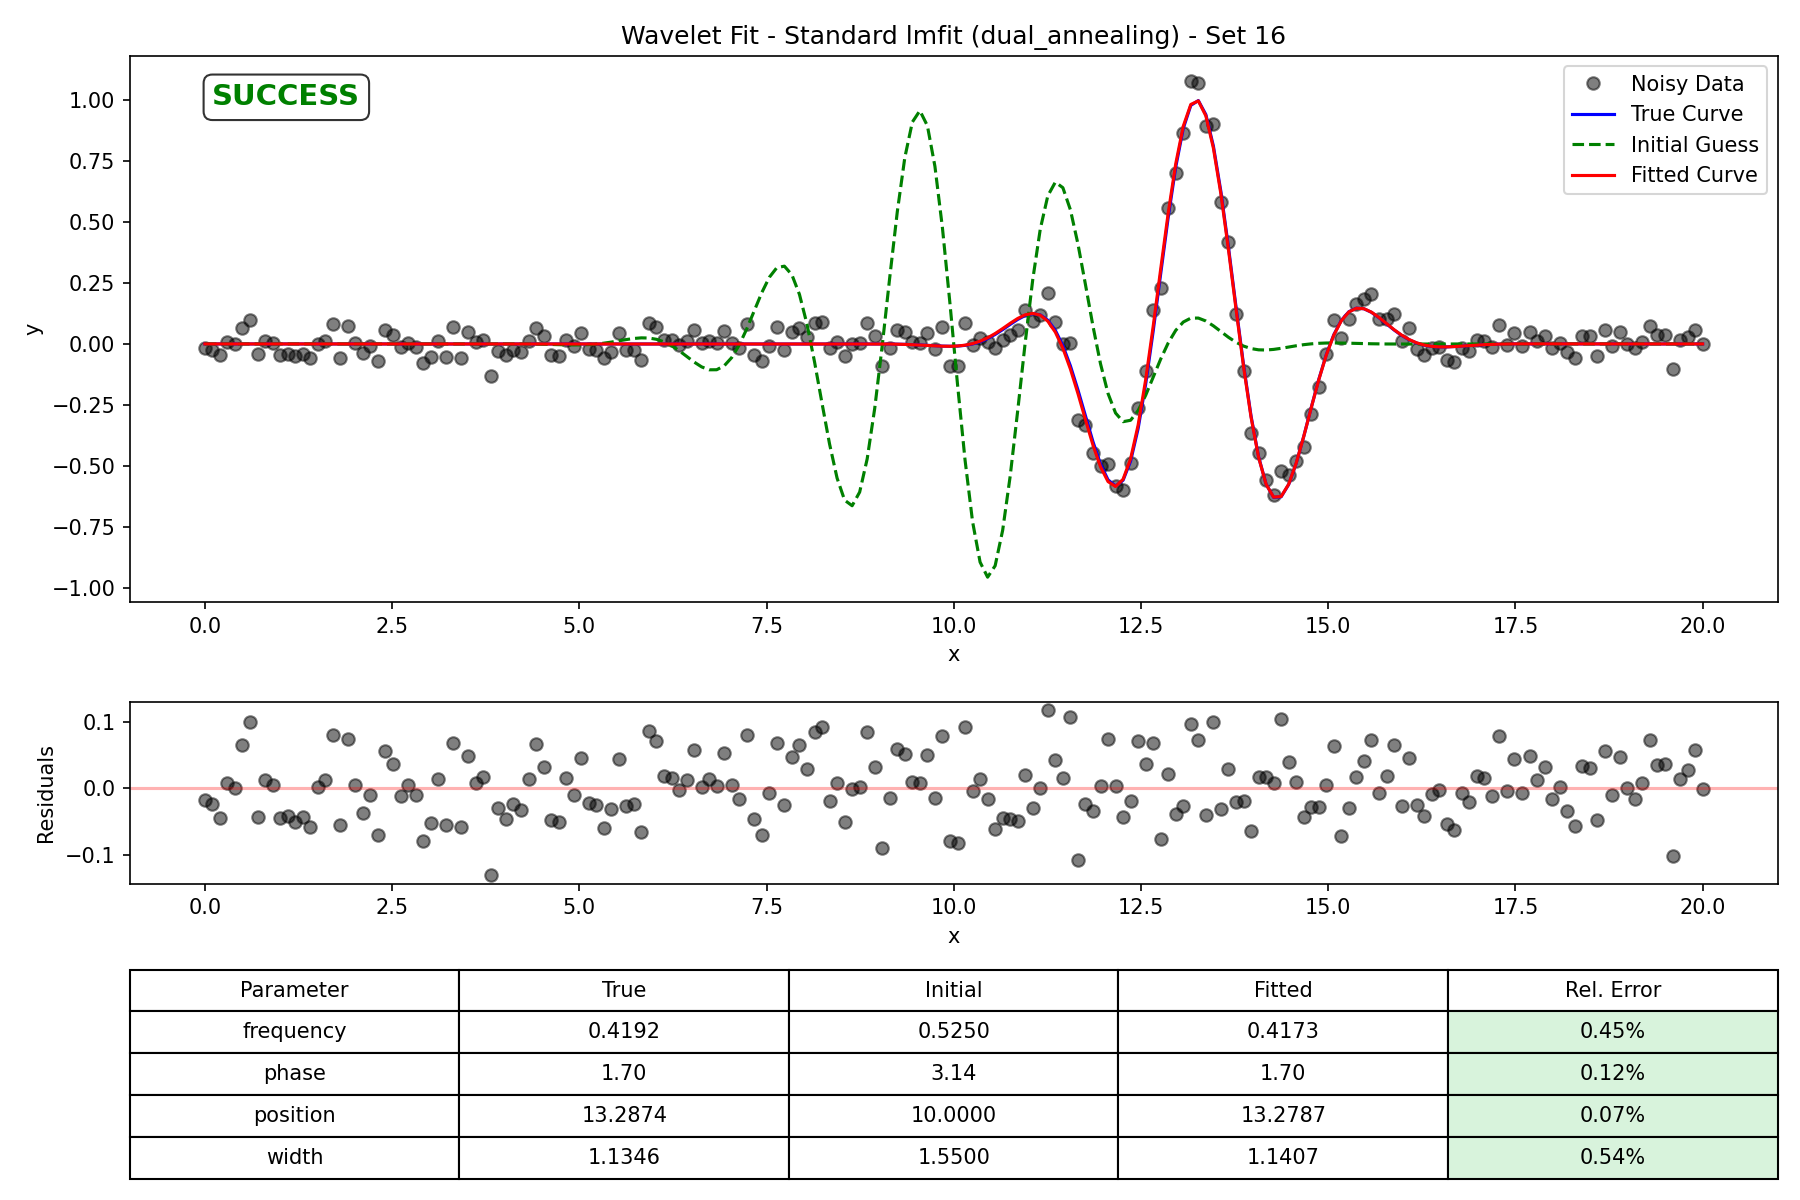 Wavelet Fit - Standard lmfit (dual_annealing) - Set 16
SUCCESS
Noisy Data
True Curve
Initial Guess
Fitted Curve
1.00
0.75
0.50
0.25
0.00
−0.25
−0.50
−0.75
−1.00
y
0.0 2.5 5.0 7.5 10.0 12.5 15.0 17.5 20.0
x
0.1
0.0
−0.1
Residuals
0.0 2.5 5.0 7.5 10.0 12.5 15.0 17.5 20.0
x
Parameter True Initial Fitted Rel. Error
frequency 0.4192 0.5250 0.4173 0.45%
phase 1.70 3.14 1.70 0.12%
position 13.2874 10.0000 13.2787 0.07%
width 1.1346 1.5500 1.1407 0.54%